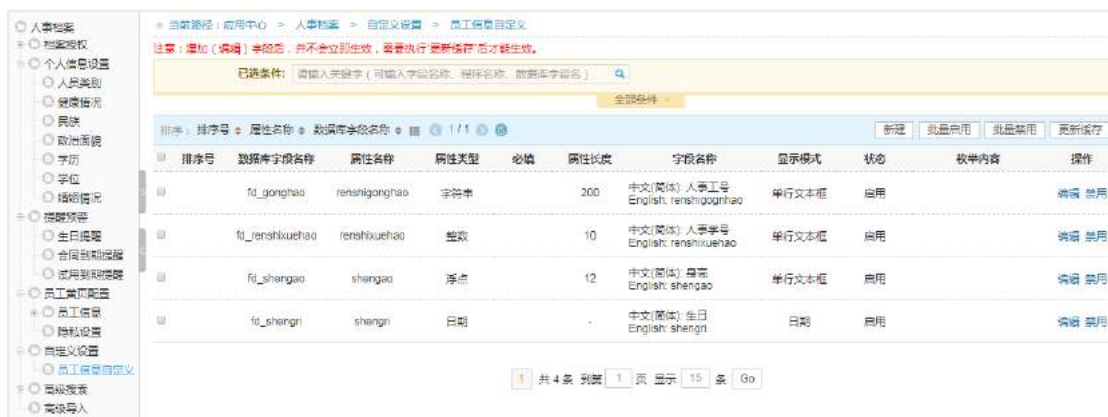 人事档案
档案授权
个人信息设置
人员类别
健康情况
民族
政治面貌
学历
学位
婚姻情况
提醒预警
生日提醒
合同到期提醒
试用到期提醒
员工黄页配置
员工信息
隐私设置
自定义设置
员工信息自定义
高级搜索
高级导入
当前路径：应用中心 > 人事档案 > 自定义设置 > 员工信息自定义
注意：增加（编辑）字段后，并不会立即生效，需要执行'更新缓存'后才能生效。
已选条件: 请输入关键字（可输入字段名称、程序名称、数据库字段名）
全部条件
排序: 排序号 属性名称 数据库字段名称 1/1 新建 批量启用 批量禁用 更新缓存
排序号 数据库字段名称 属性名称 属性类型 必填 属性长度 字段名称 显示模式 状态 枚举内容 操作
fd_gonghao renshigonghao 字符串 200 中文(简体): 人事工号 单行文本框 启用 编辑 禁用
English: renshigognhao
fd_renshixuehao renshixuehao 整数 10 中文(简体): 人事学号 单行文本框 启用 编辑 禁用
English: renshixuehao
fd_shengao shengao 浮点 12 中文(简体): 身高 单行文本框 启用 编辑 禁用
English: shengao
fd_shengri shengri 日期 - 中文(简体): 生日 日期 启用 编辑 禁用
English: shengri
1 共 4 条 到第 1 页 显示 15 条 Go